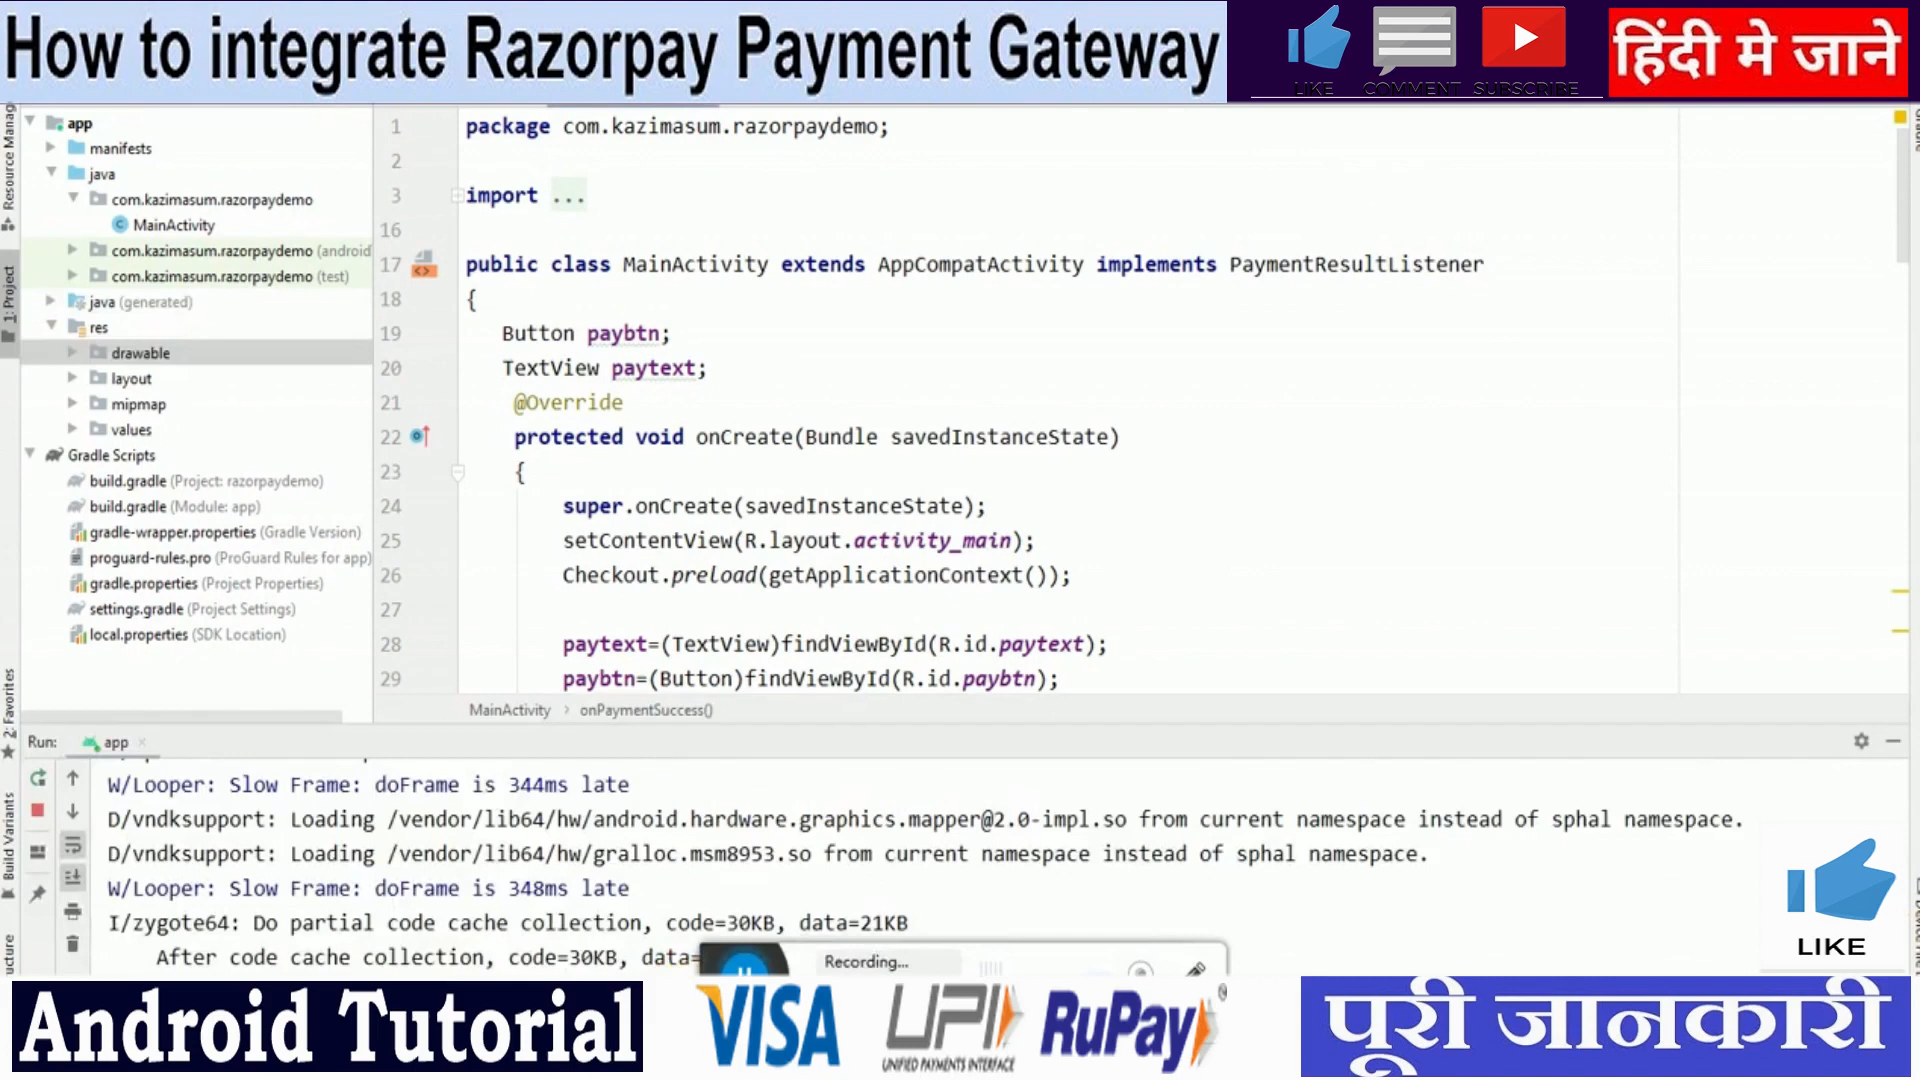 How to integrate Razorpay Payment Gateway
LIKE COMMENT SUBSCRIBE
हिंदी मे जाने
Resource Manag
1: Project
2: Favorites
Build Variants
ucture
app
manifests
java
com.kazimasum.razorpaydemo
MainActivity
com.kazimasum.razorpaydemo (android
com.kazimasum.razorpaydemo (test)
java (generated)
res
drawable
layout
mipmap
values
Gradle Scripts
build.gradle (Project: razorpaydemo)
build.gradle (Module: app)
gradle-wrapper.properties (Gradle Version)
proguard-rules.pro (ProGuard Rules for app)
gradle.properties (Project Properties)
settings.gradle (Project Settings)
local.properties (SDK Location)
1 package com.kazimasum.razorpaydemo;
2
3 import ...
16
17 public class MainActivity extends AppCompatActivity implements PaymentResultListener
18 {
19 Button paybtn;
20 TextView paytext;
21 @Override
22 protected void onCreate(Bundle savedInstanceState)
23 {
24 super.onCreate(savedInstanceState);
25 setContentView(R.layout.activity_main);
26 Checkout.preload(getApplicationContext());
27
28 paytext=(TextView)findViewById(R.id.paytext);
29 paybtn=(Button)findViewById(R.id.paybtn);
MainActivity > onPaymentSuccess()
Run: app
W/Looper: Slow Frame: doFrame is 344ms late
D/vndksupport: Loading /vendor/lib64/hw/android.hardware.graphics.mapper@2.0-impl.so from current namespace instead of sphal namespace.
D/vndksupport: Loading /vendor/lib64/hw/gralloc.msm8953.so from current namespace instead of sphal namespace.
W/Looper: Slow Frame: doFrame is 348ms late
I/zygote64: Do partial code cache collection, code=30KB, data=21KB
After code cache collection, code=30KB, data=
Recording...
LIKE
Android Tutorial
VISA
UPI
UNIFIED PAYMENTS INTERFACE
RuPay
पूरी जानकारी